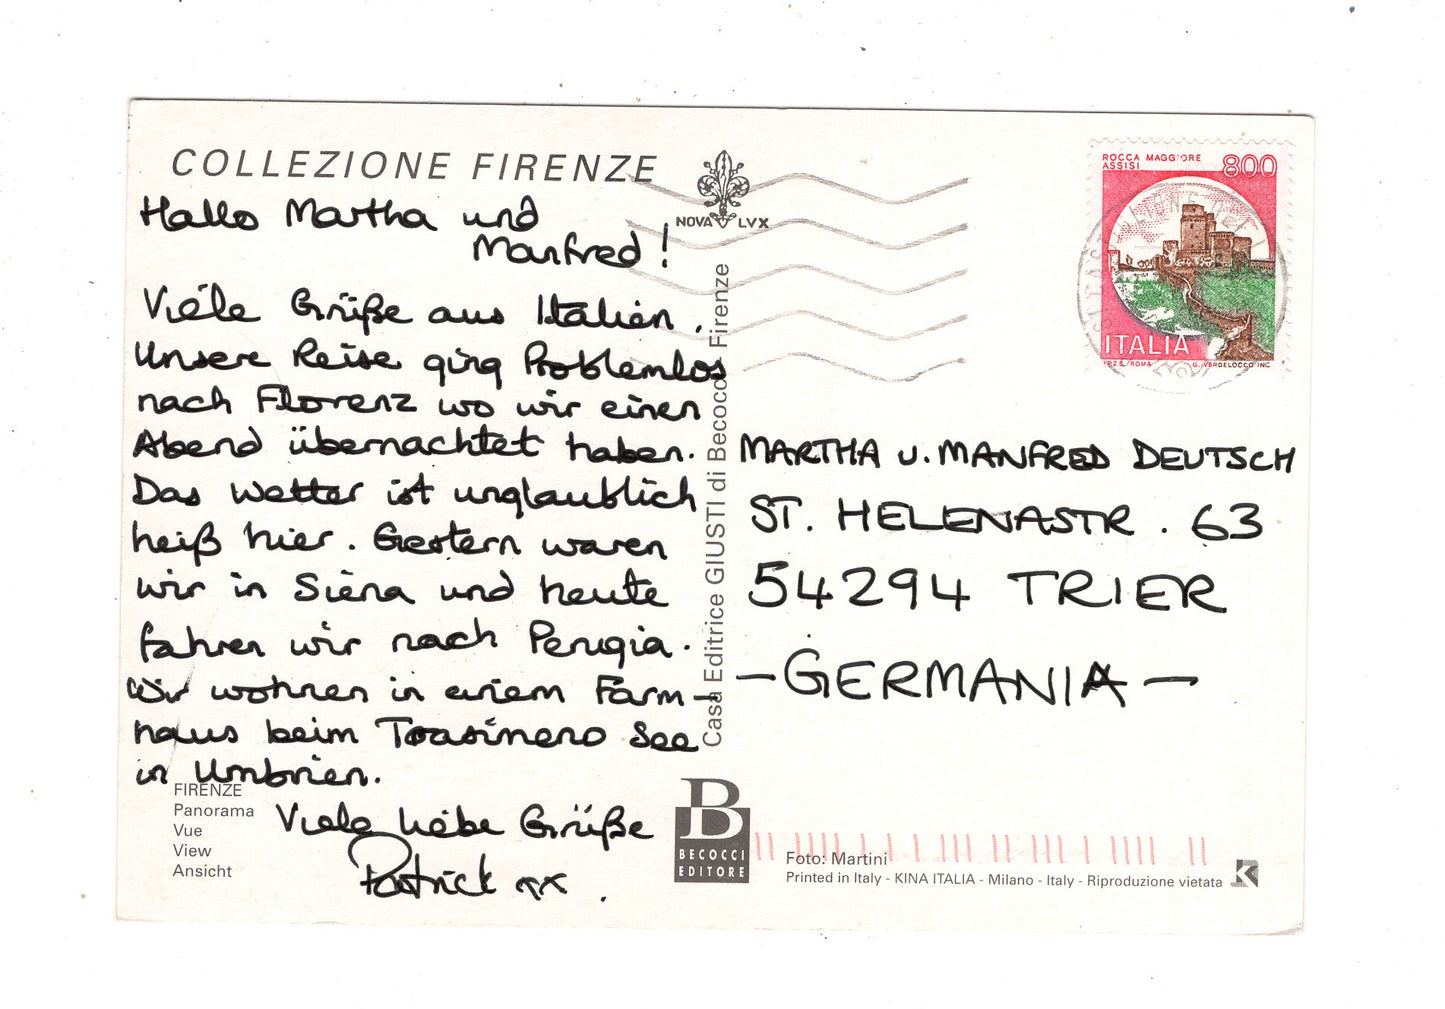 COLLEZIONE FIRENZE
NOVA LVX
Hallo Martha und
Manfred!
Viele Grüße aus Italien.
Unsere Reise ging Problemlos
nach Florenz wo wir einen
Abend übernachtet haben.
Das Wetter ist unglaublich
heiß hier. Gestern waren
wir in Siena und heute
fahren wir nach Perugia.
Wir wohnen in einem Farm-
haus beim Trasimeno See
in Umbrien.
Viele liebe Grüße
Patrick xx.
FIRENZE
Panorama
Vue
View
Ansicht
Casa Editrice GIUSTI di Becocci - Firenze
ROCCA MAGGIORE
ASSISI
800
ITALIA
I.P.Z.S. ROMA G. VERDELOCCO INC.
MARTHA u. MANFRED DEUTSCH
ST. HELENASTR. 63
54294 TRIER
-GERMANIA-
B
BECOCCI
EDITORE
Foto: Martini
Printed in Italy - KINA ITALIA - Milano - Italy - Riproduzione vietata
K